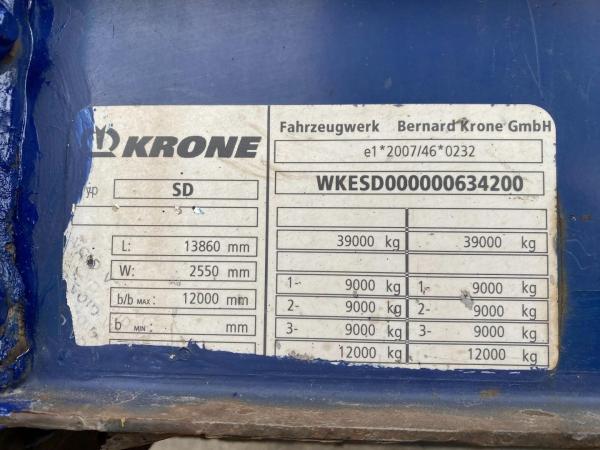 KRONE
Fahrzeugwerk Bernard Krone GmbH
e1*2007/46*0232
yp SD
WKESD000000634200
L: 13860 mm
W: 2550 mm
b/b MAX: 12000 mm
b MIN: mm
39000 kg 39000 kg
1- 9000 kg 1- 9000 kg
2- 9000 kg 2- 9000 kg
3- 9000 kg 3- 9000 kg
12000 kg 12000 kg